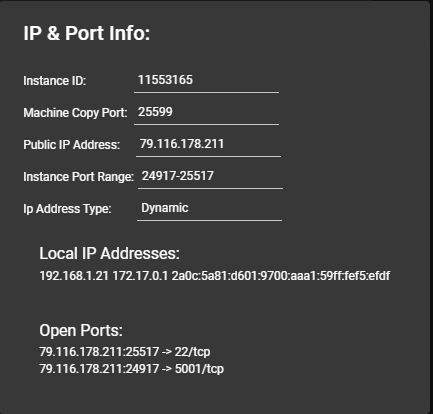 IP & Port Info:
Instance ID: 11553165
Machine Copy Port: 25599
Public IP Address: 79.116.178.211
Instance Port Range: 24917-25517
Ip Address Type: Dynamic
Local IP Addresses:
192.168.1.21 172.17.0.1 2a0c:5a81:d601:9700:aaa1:59ff:fef5:efdf
Open Ports:
79.116.178.211:25517 -> 22/tcp
79.116.178.211:24917 -> 5001/tcp